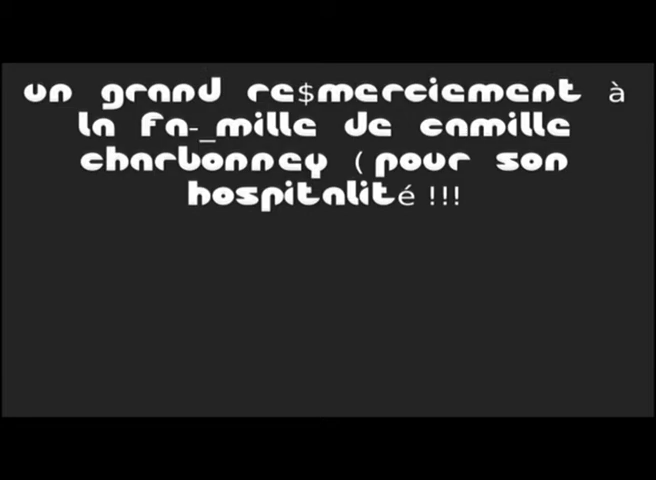 un grand re$merciement à
la fa-_mille de camille
charbonney (pour son
hospitalité !!!